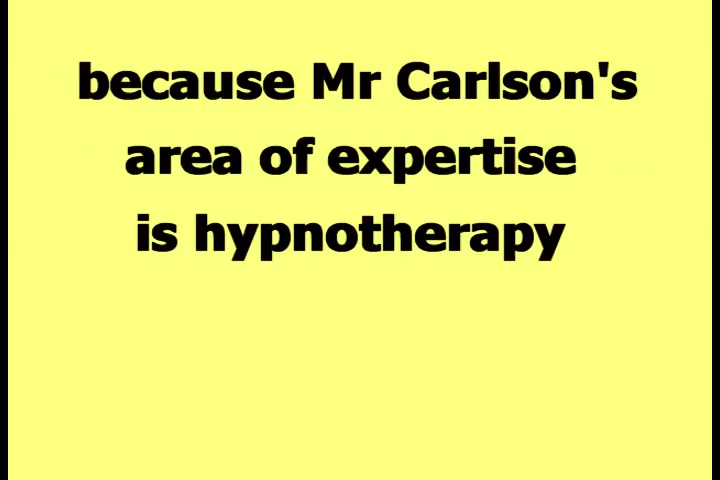 because Mr Carlson's
area of expertise
is hypnotherapy